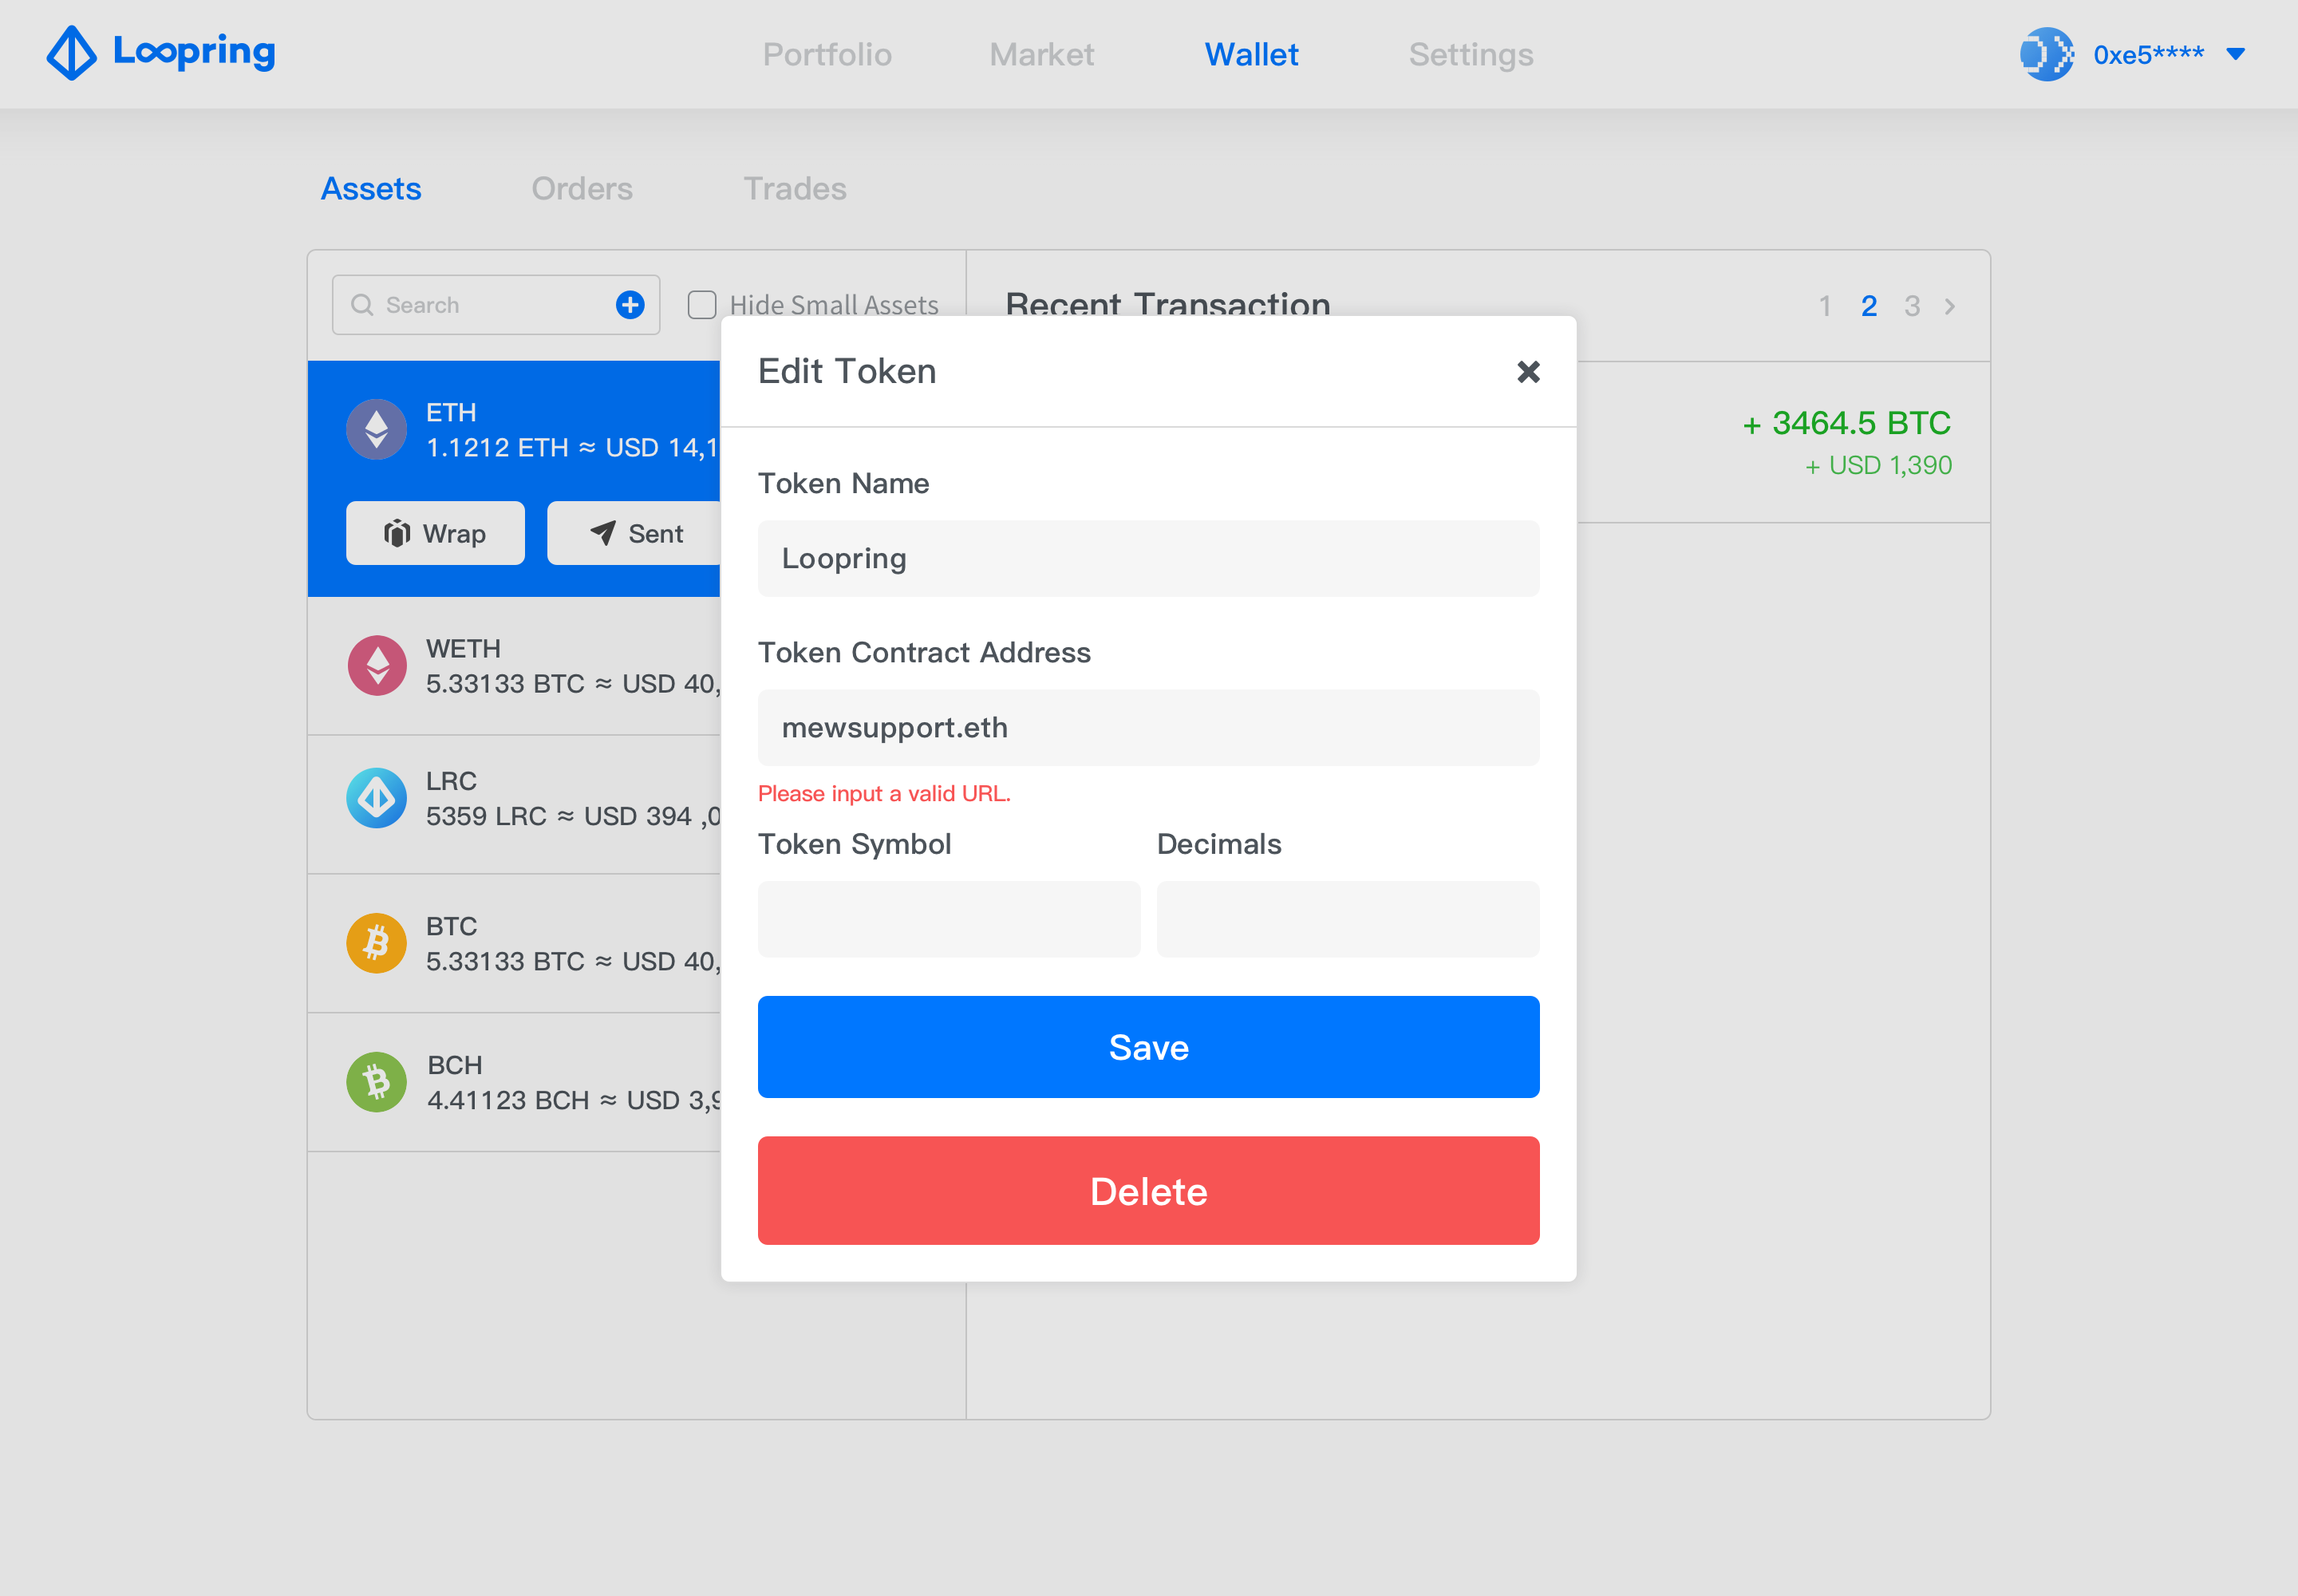 Loopring
Portfolio
Market
Wallet
Settings
0xe5****
Assets
Orders
Trades
Search
Hide Small Assets
Recent Transaction
1 2 3
Edit Token
ETH
1.1212 ETH ≈ USD 14,1
Wrap
Sent
WETH
5.33133 BTC ≈ USD 40,
LRC
5359 LRC ≈ USD 394 ,0
BTC
5.33133 BTC ≈ USD 40,
BCH
4.41123 BCH ≈ USD 3,9
Token Name
Loopring
Token Contract Address
mewsupport.eth
Please input a valid URL.
Token Symbol
Decimals
Save
Delete
+ 3464.5 BTC
+ USD 1,390